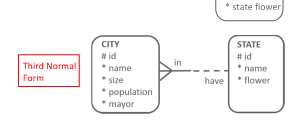 * state flower
CITY
# id
* name
* size
* population
* mayor
in
have
STATE
# id
* name
* flower
Third Normal
Form